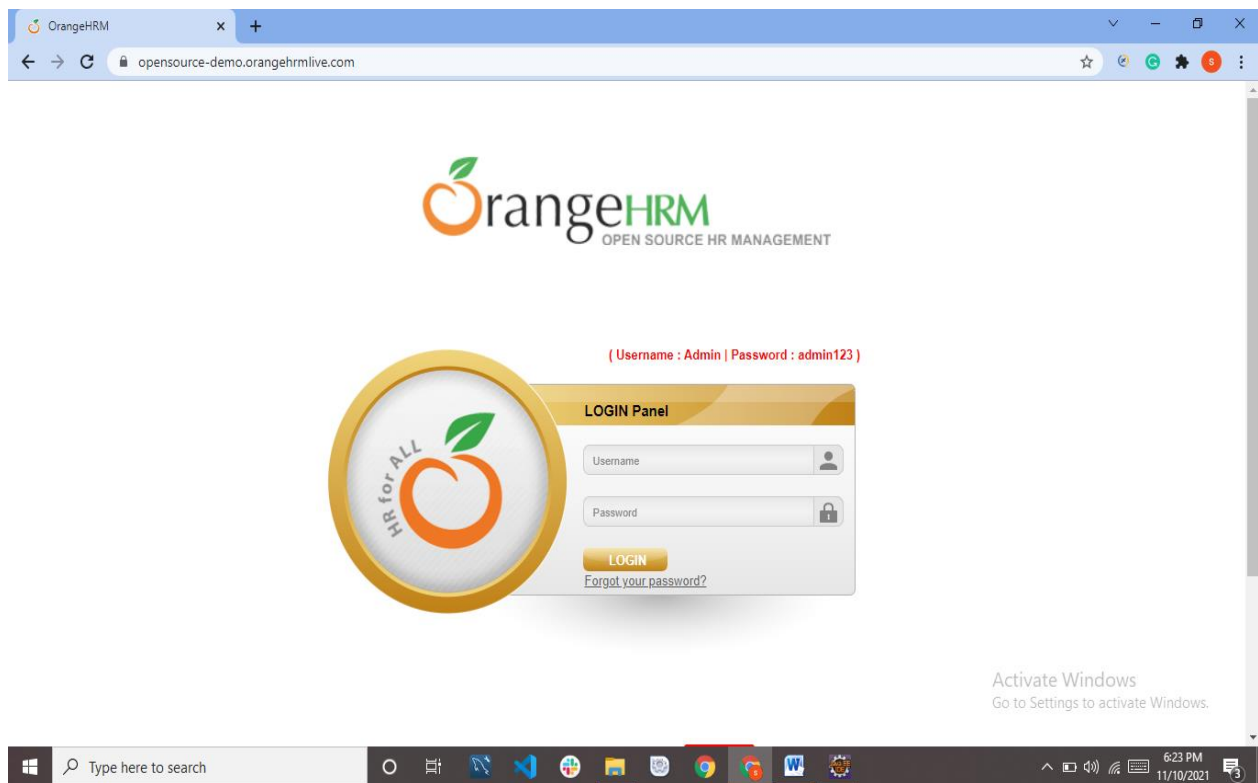 OrangeHRM
opensource-demo.orangehrmlive.com
S
OrangeHRM
OPEN SOURCE HR MANAGEMENT
( Username : Admin | Password : admin123 )
LOGIN Panel
HR for ALL
Username
Password
LOGIN
Forgot your password?
Activate Windows
Go to Settings to activate Windows.
Type here to search
6:23 PM
11/10/2021
3